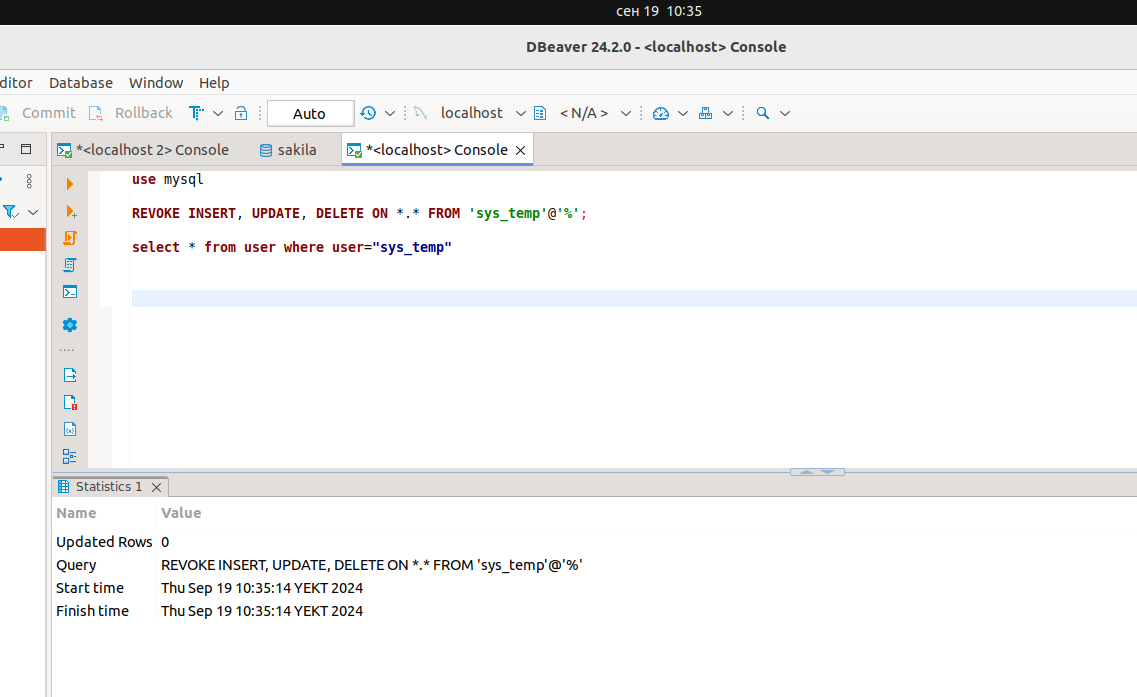 сен 19 10:35
DBeaver 24.2.0 - <localhost> Console
ditor Database Window Help
Commit Rollback Auto localhost < N/A >
*<localhost 2> Console sakila *<localhost> Console
use mysql
REVOKE INSERT, UPDATE, DELETE ON *.* FROM 'sys_temp'@'%';
select * from user where user="sys_temp"
Statistics 1
Name Value
Updated Rows 0
Query REVOKE INSERT, UPDATE, DELETE ON *.* FROM 'sys_temp'@'%'
Start time Thu Sep 19 10:35:14 YEKT 2024
Finish time Thu Sep 19 10:35:14 YEKT 2024